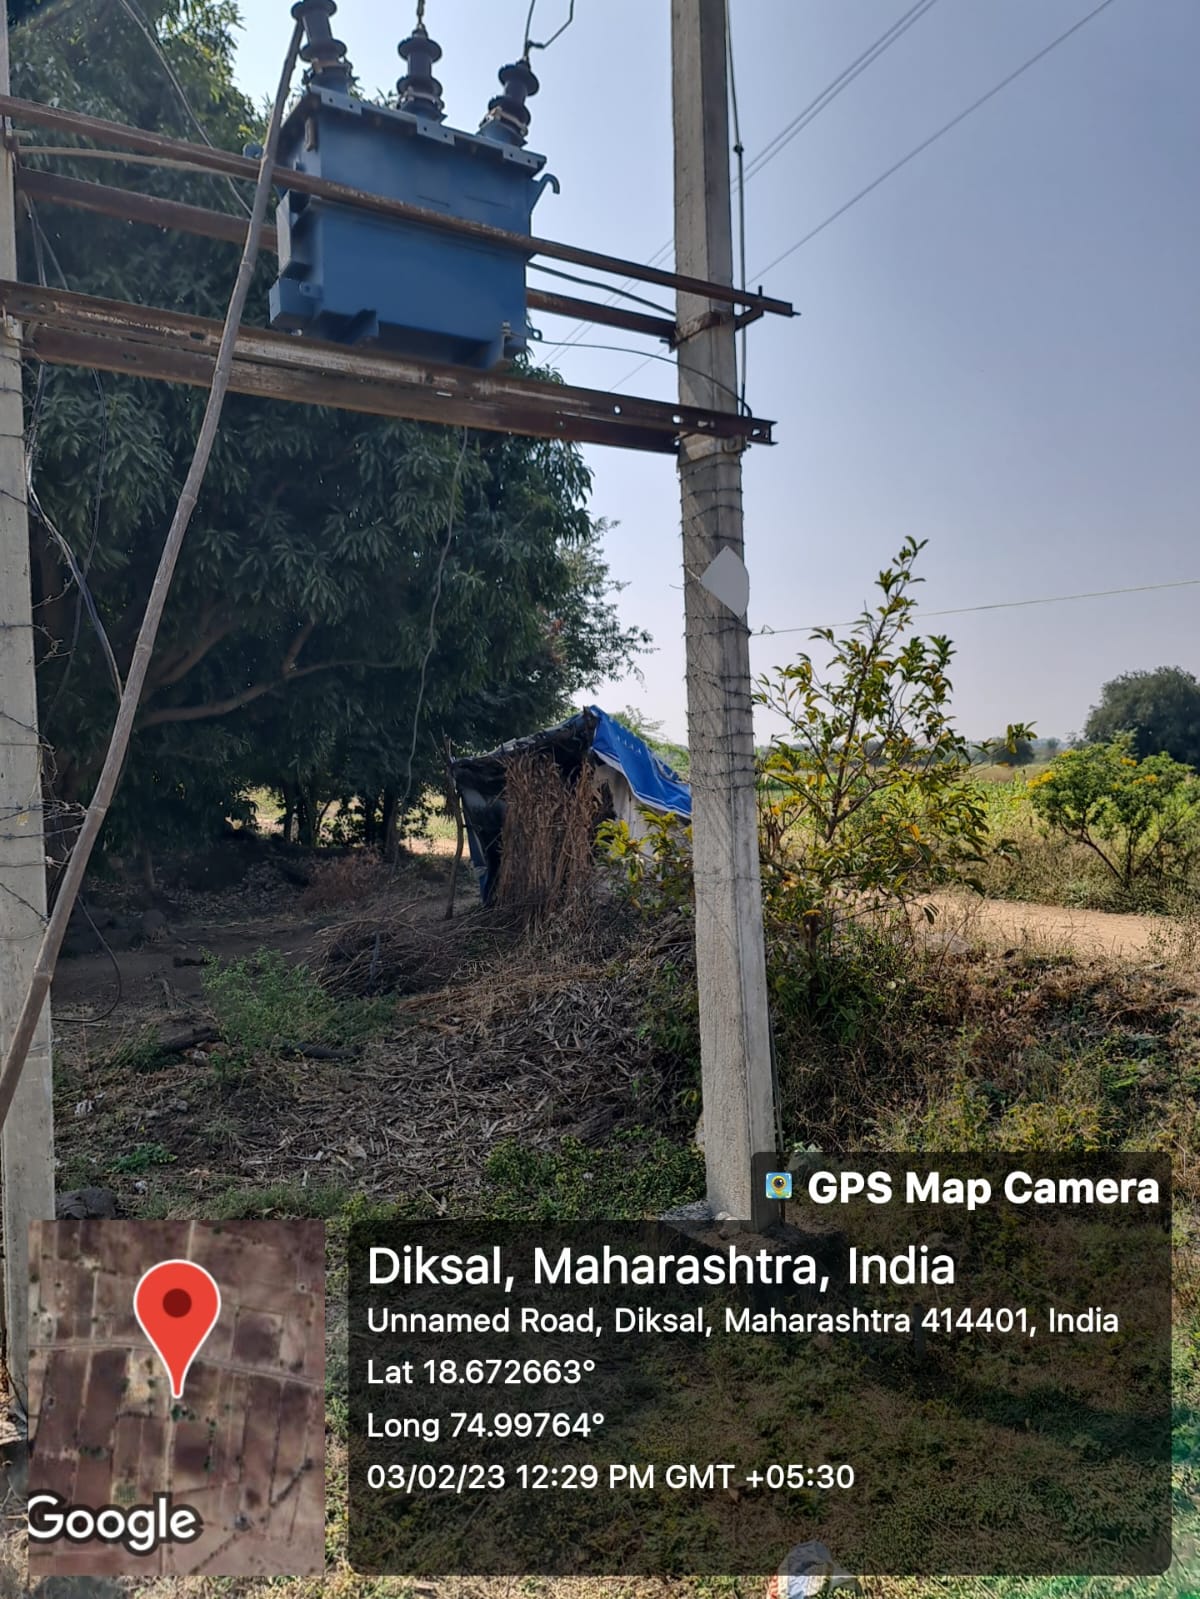 GPS Map Camera
Diksal, Maharashtra, India
Unnamed Road, Diksal, Maharashtra 414401, India
Lat 18.672663°
Long 74.99764°
03/02/23 12:29 PM GMT +05:30
Google